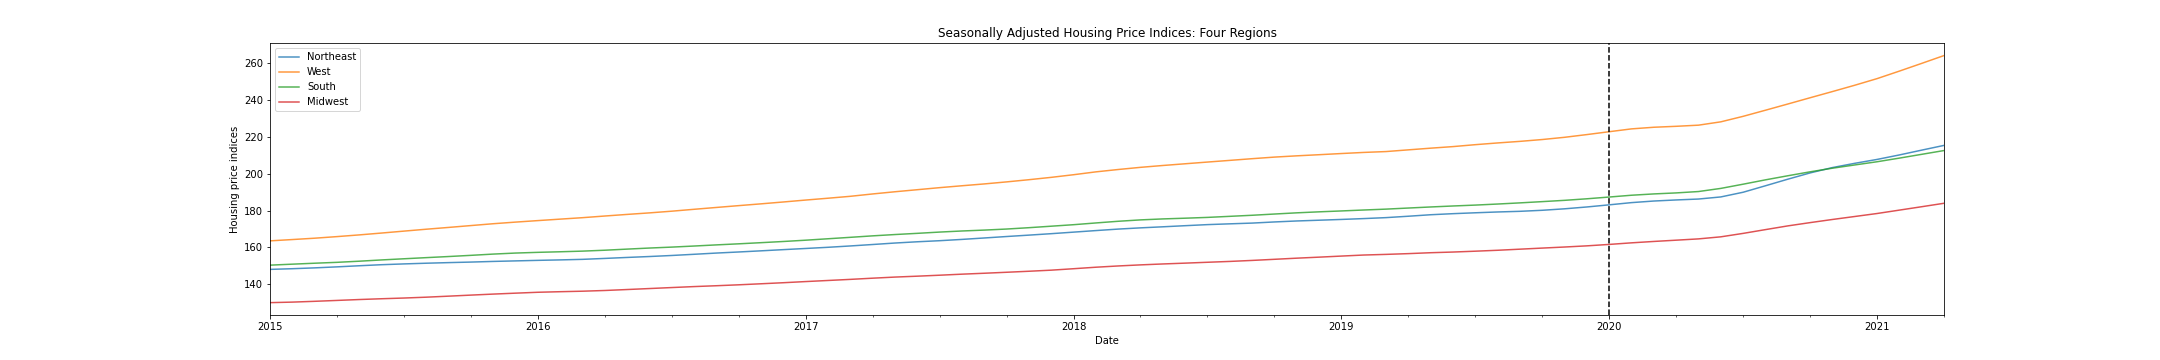 Seasonally Adjusted Housing Price Indices: Four Regions
Northeast
West
South
Midwest
Housing price indices
260
240
220
200
180
160
140
2015
2016
2017
2018
2019
2020
2021
Date